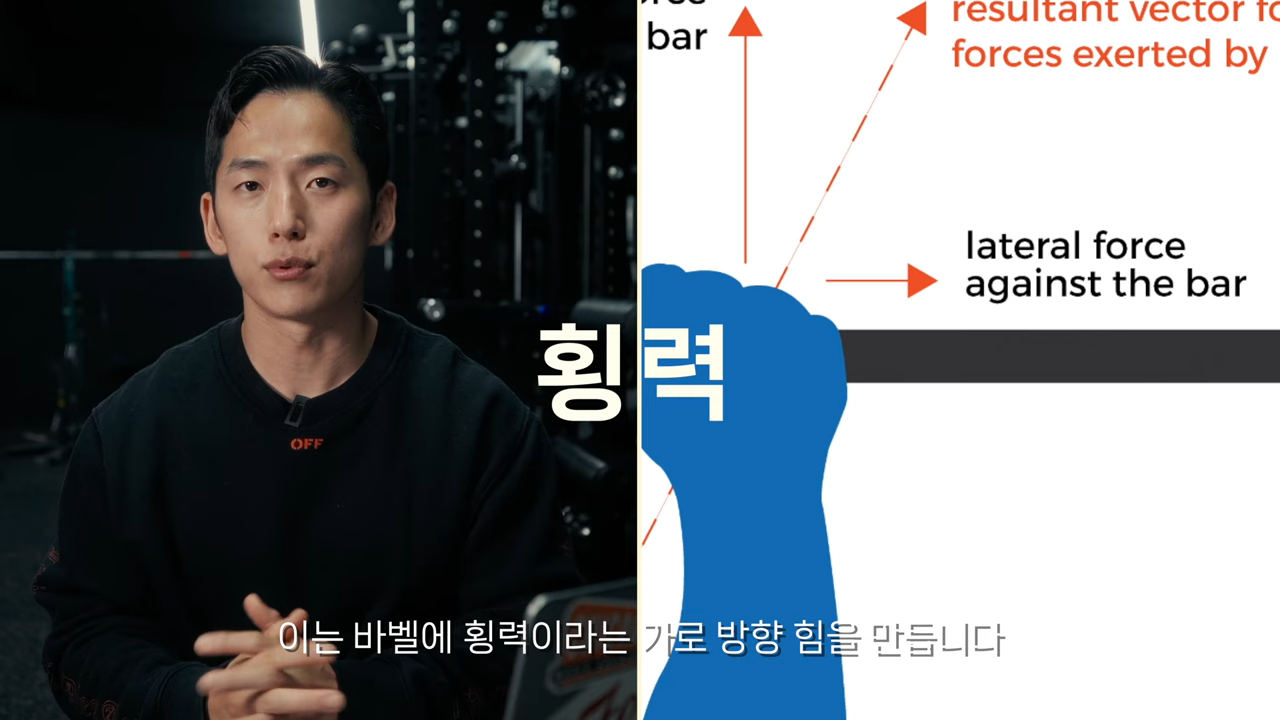 bar
resultant vector
forces exerted by
lateral force
against the bar
횡력
OFF
이는 바벨에 횡력이라는 가로 방향 힘을 만듭니다